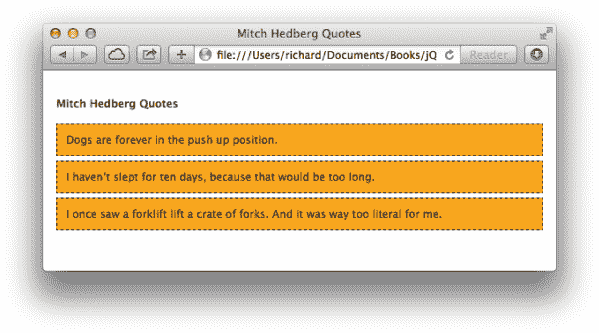 Mitch Hedberg Quotes
file:///Users/richard/Documents/Books/jQ
Reader
Mitch Hedberg Quotes
Dogs are forever in the push up position.
I haven't slept for ten days, because that would be too long.
I once saw a forklift lift a crate of forks. And it was way too literal for me.